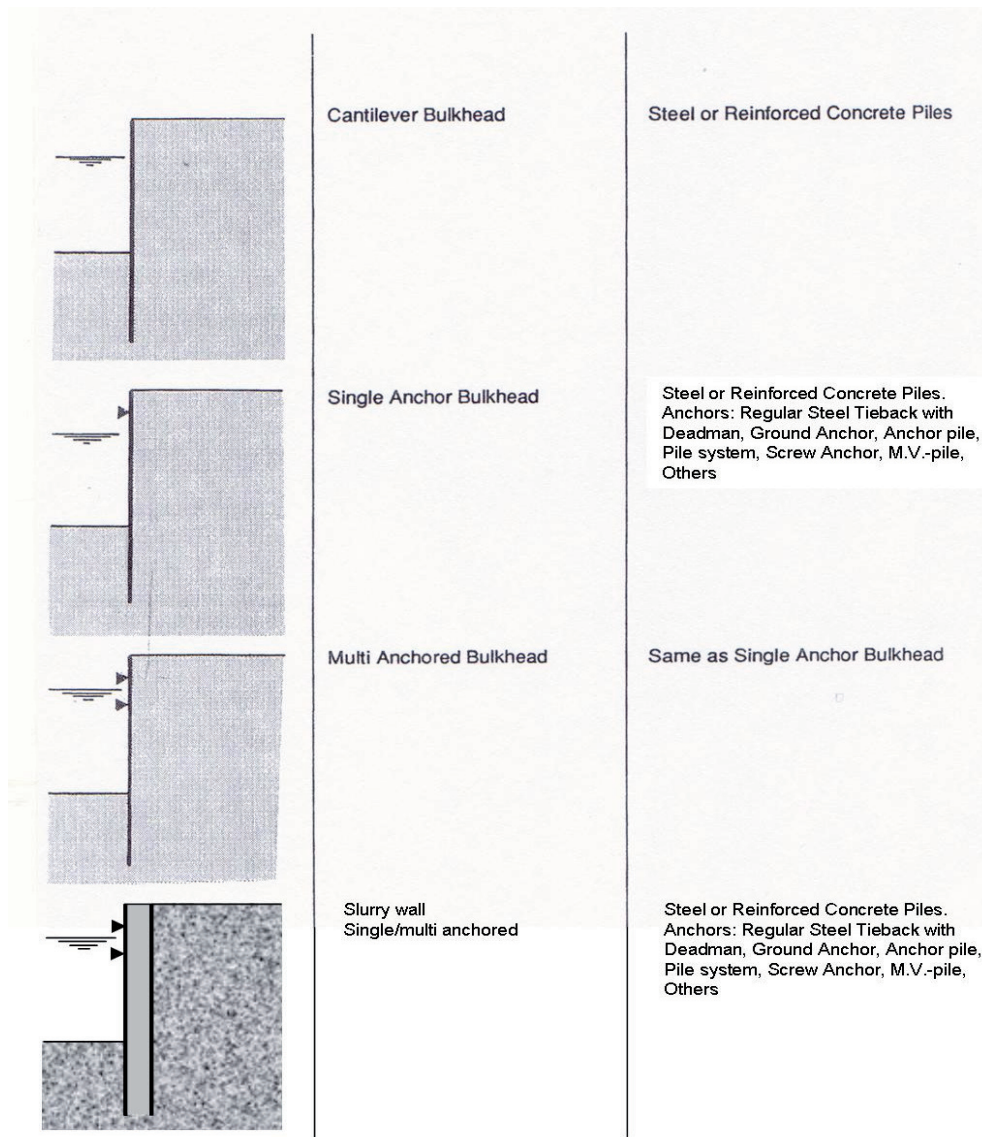 Cantilever Bulkhead
Steel or Reinforced Concrete Piles
Single Anchor Bulkhead
Steel or Reinforced Concrete Piles.
Anchors: Regular Steel Tieback with
Deadman, Ground Anchor, Anchor pile,
Pile system, Screw Anchor, M.V.-pile,
Others
Multi Anchored Bulkhead
Same as Single Anchor Bulkhead
Slurry wall
Single/multi anchored
Steel or Reinforced Concrete Piles.
Anchors: Regular Steel Tieback with
Deadman, Ground Anchor, Anchor pile,
Pile system, Screw Anchor, M.V.-pile,
Others